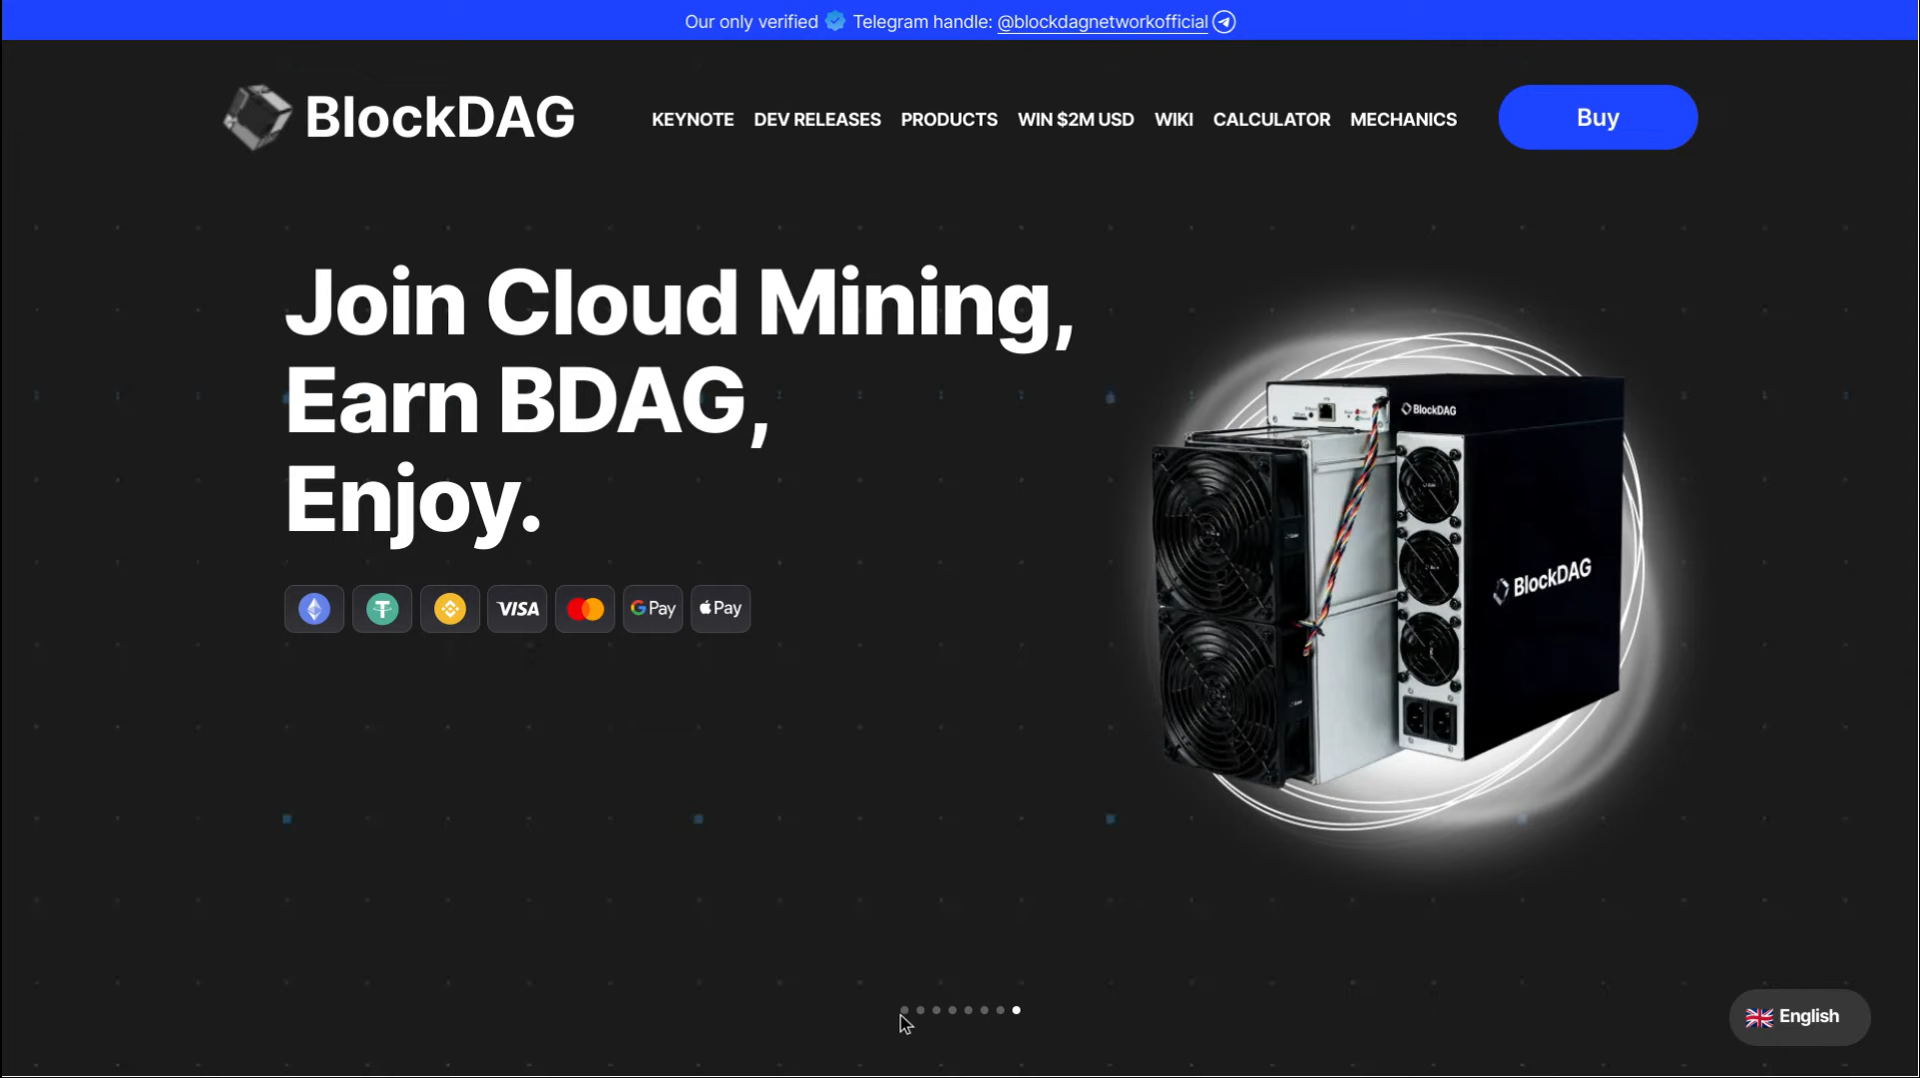 Our only verified Telegram handle: @blockdagnetworkofficial
BlockDAG
KEYNOTE DEV RELEASES PRODUCTS WIN $2M USD WIKI CALCULATOR MECHANICS
Buy
Join Cloud Mining,
Earn BDAG,
Enjoy.
VISA
G Pay
Pay
BlockDAG
BlockDAG
English